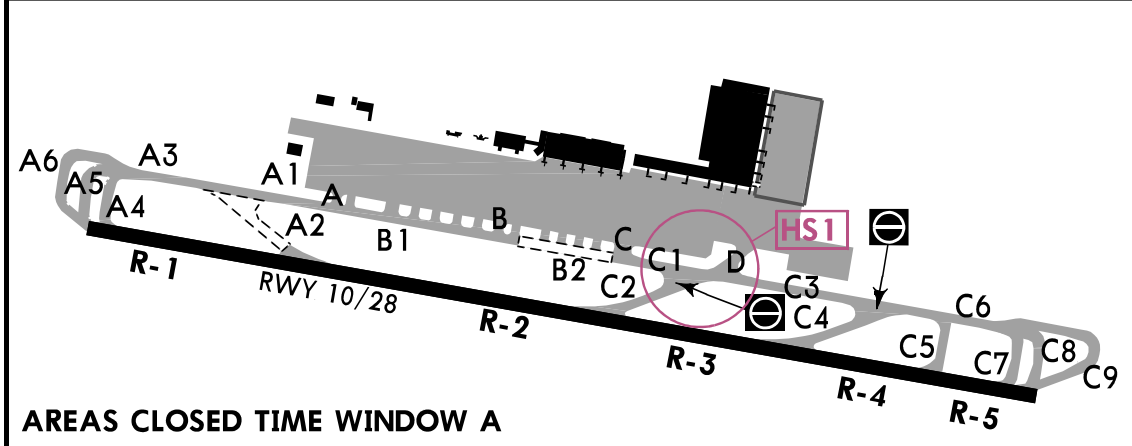 A6
A3
A5
A1
A4
A
A2
B
B1
C
HS1
B2
C1
D
R-1
RWY 10/28
C2
C3
C6
R-2
C4
R-3
C5
C8
C7
C9
R-4
R-5
AREAS CLOSED TIME WINDOW A